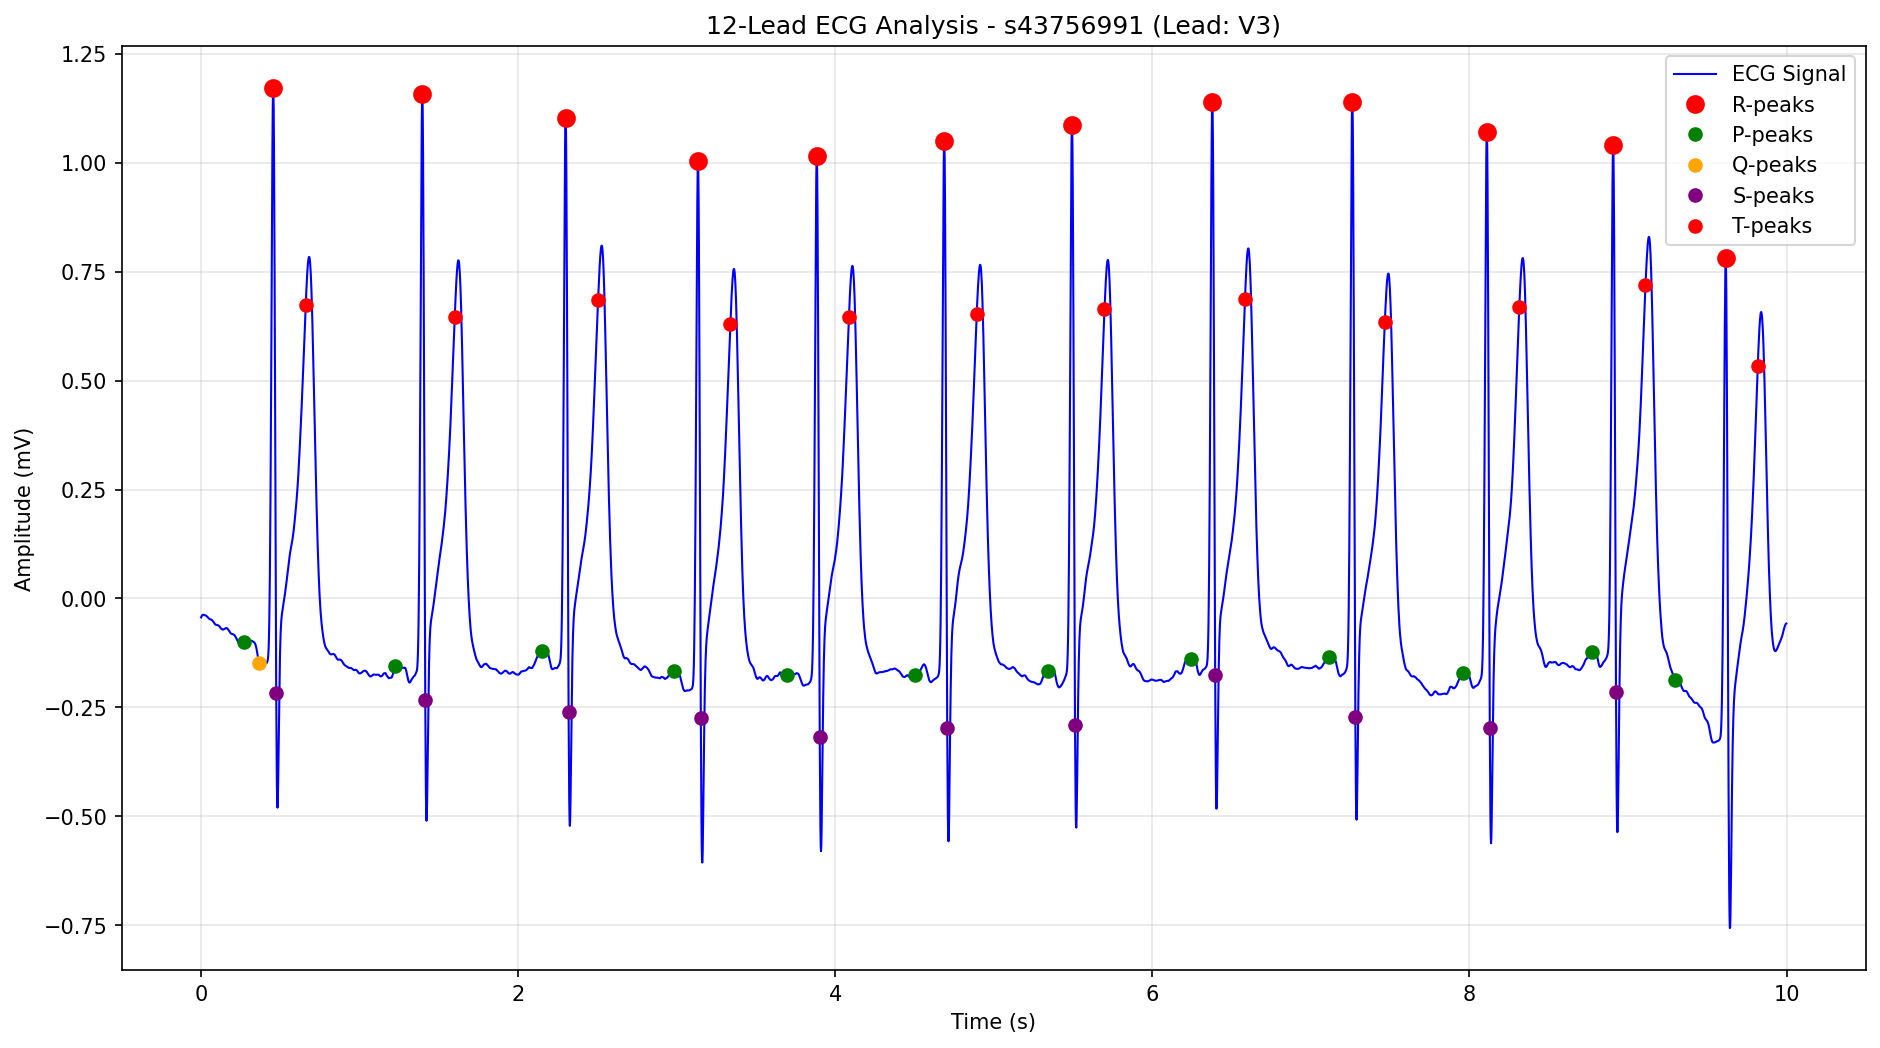 12-Lead ECG Analysis - s43756991 (Lead: V3)
ECG Signal
R-peaks
P-peaks
Q-peaks
S-peaks
T-peaks
1.25
1.00
0.75
0.50
0.25
0.00
−0.25
−0.50
−0.75
Amplitude (mV)
0 2 4 6 8 10
Time (s)